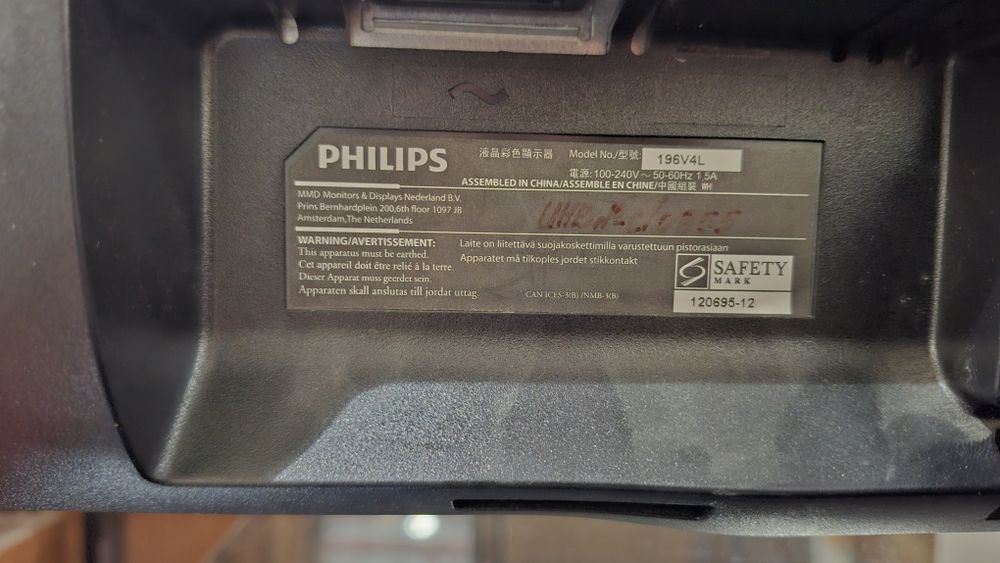 PHILIPS
液晶彩色顯示器 Model No./型號: 196V4L
電源: 100-240V ~ 50-60Hz 1.5A
ASSEMBLED IN CHINA/ASSEMBLE EN CHINE/中國組裝 WH
MMD Monitors & Displays Nederland B.V.
Prins Bernhardplein 200,6th floor 1097 JB
Amsterdam,The Netherlands
WARNING/AVERTISSEMENT:
This apparatus must be earthed.
Cet appareil doit être relié à la terre.
Dieser Apparat muss geerdet sein.
Apparaten skall anslutas till jordat uttag.
Laite on liitettävä suojakoskettimilla varustettuun pistorasiaan
Apparatet må tilkoples jordet stikkontakt
CAN ICES-3(B) /NMB-3(B)
SAFETY
MARK
120695-12